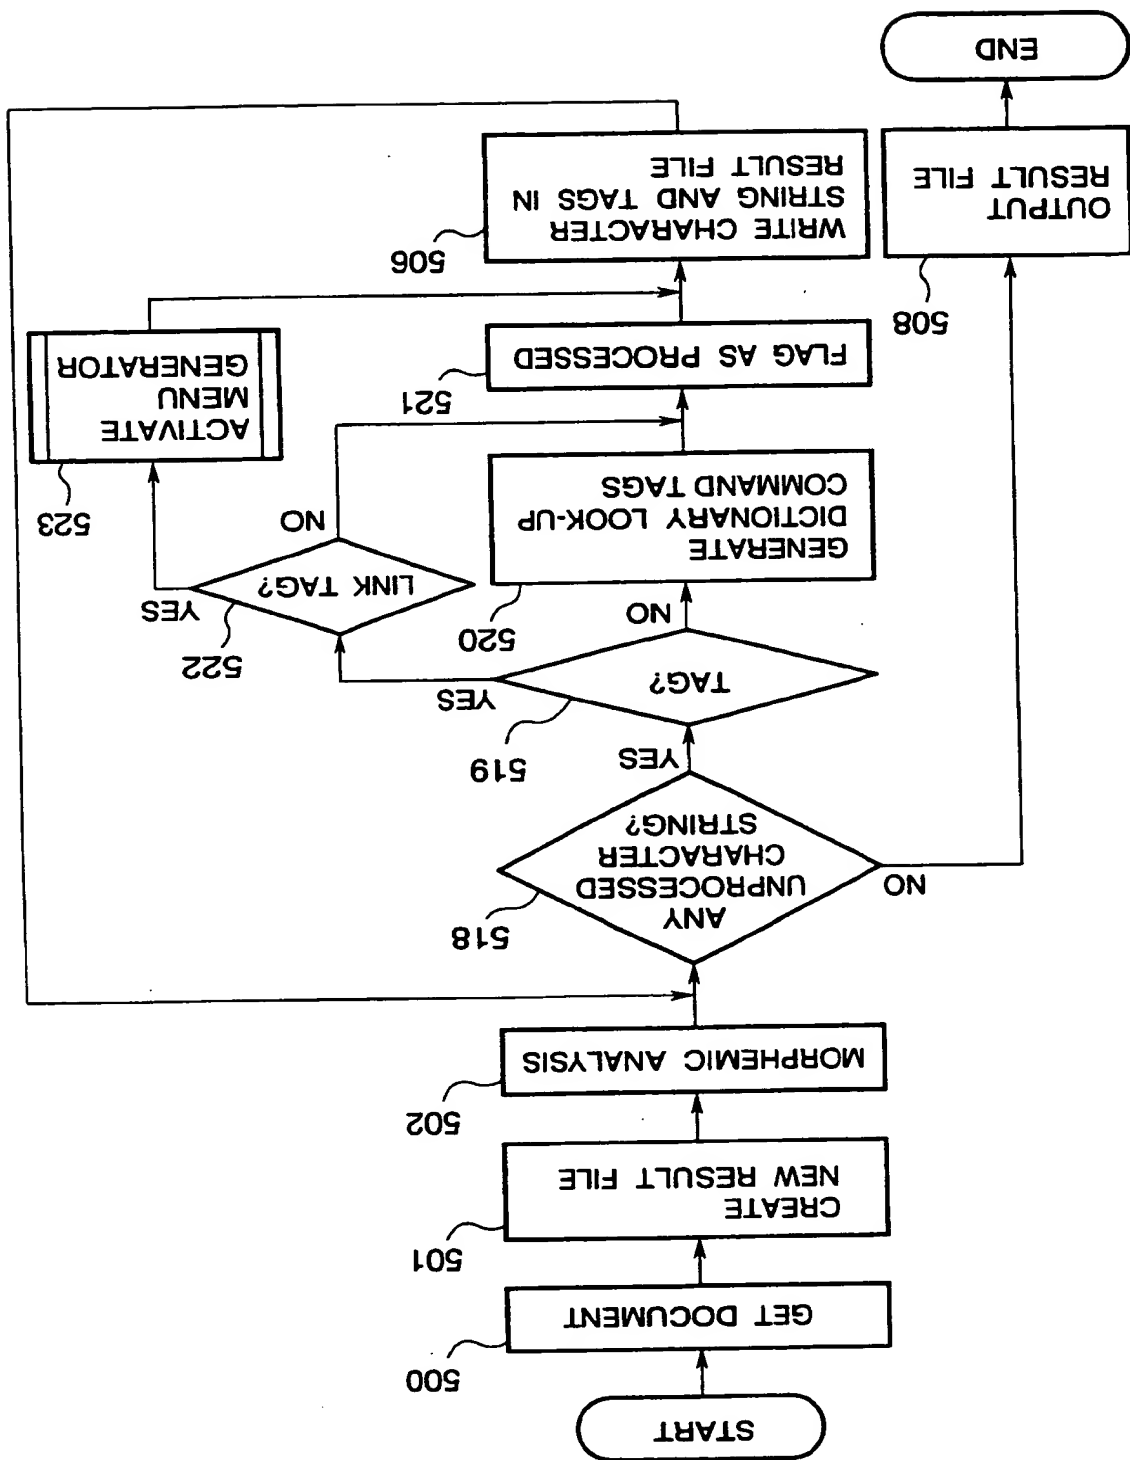 START
500
GET DOCUMENT
501
CREATE
NEW RESULT FILE
502
MORPHEMIC ANALYSIS
518
ANY
UNPROCESSED
CHARACTER
STRING?
NO
YES
519
TAG?
YES
NO
522
LINK TAG?
YES
NO
520
GENERATE
DICTIONARY LOOK-UP
COMMAND TAGS
523
ACTIVATE
MENU
GENERATOR
521
FLAG AS PROCESSED
506
WRITE CHARACTER
STRING AND TAGS IN
RESULT FILE
508
OUTPUT
RESULT FILE
END